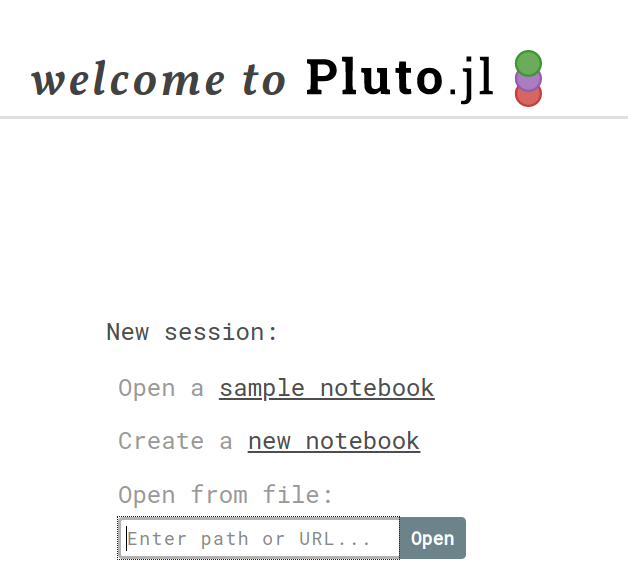 welcome to Pluto.jl
New session:
Open a sample notebook
Create a new notebook
Open from file:
Enter path or URL... Open